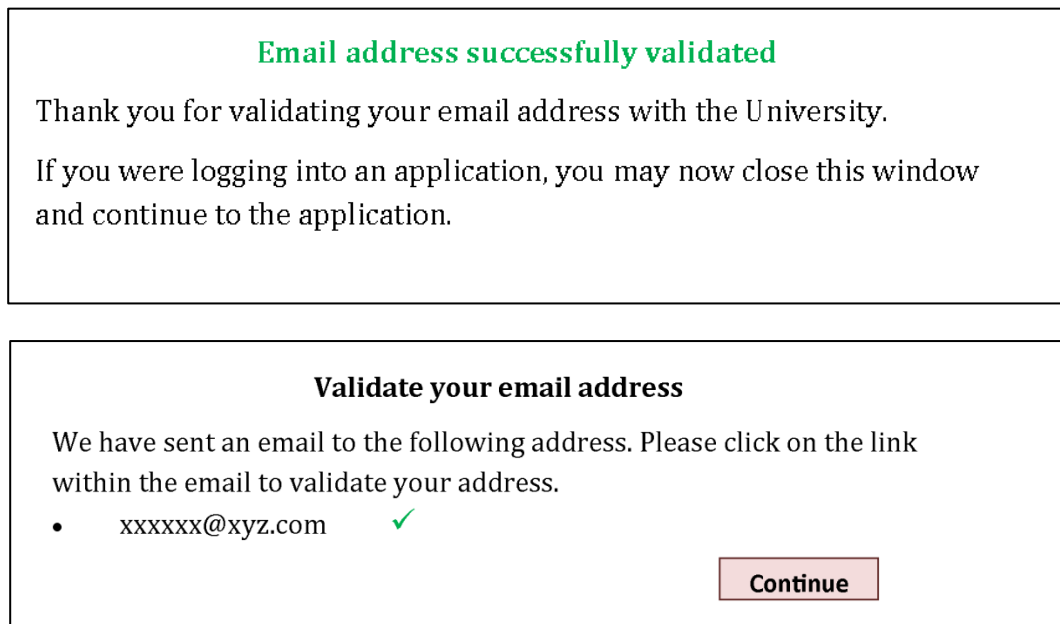 Email address successfully validated
Thank you for validating your email address with the University.
If you were logging into an application, you may now close this window
and continue to the application.
Validate your email address
We have sent an email to the following address. Please click on the link
within the email to validate your address.
• xxxxxx@xyz.com ✓
Continue